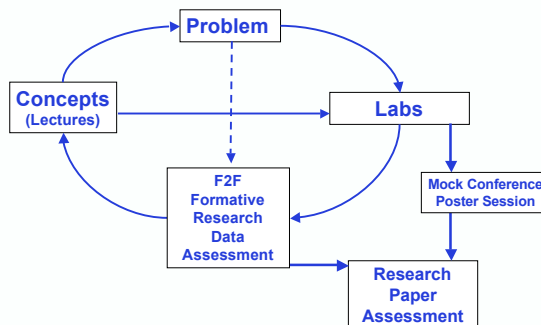 Problem
Concepts
(Lectures)
Labs
F2F
Formative
Research
Data
Assessment
Mock Conference
Poster Session
Research
Paper
Assessment